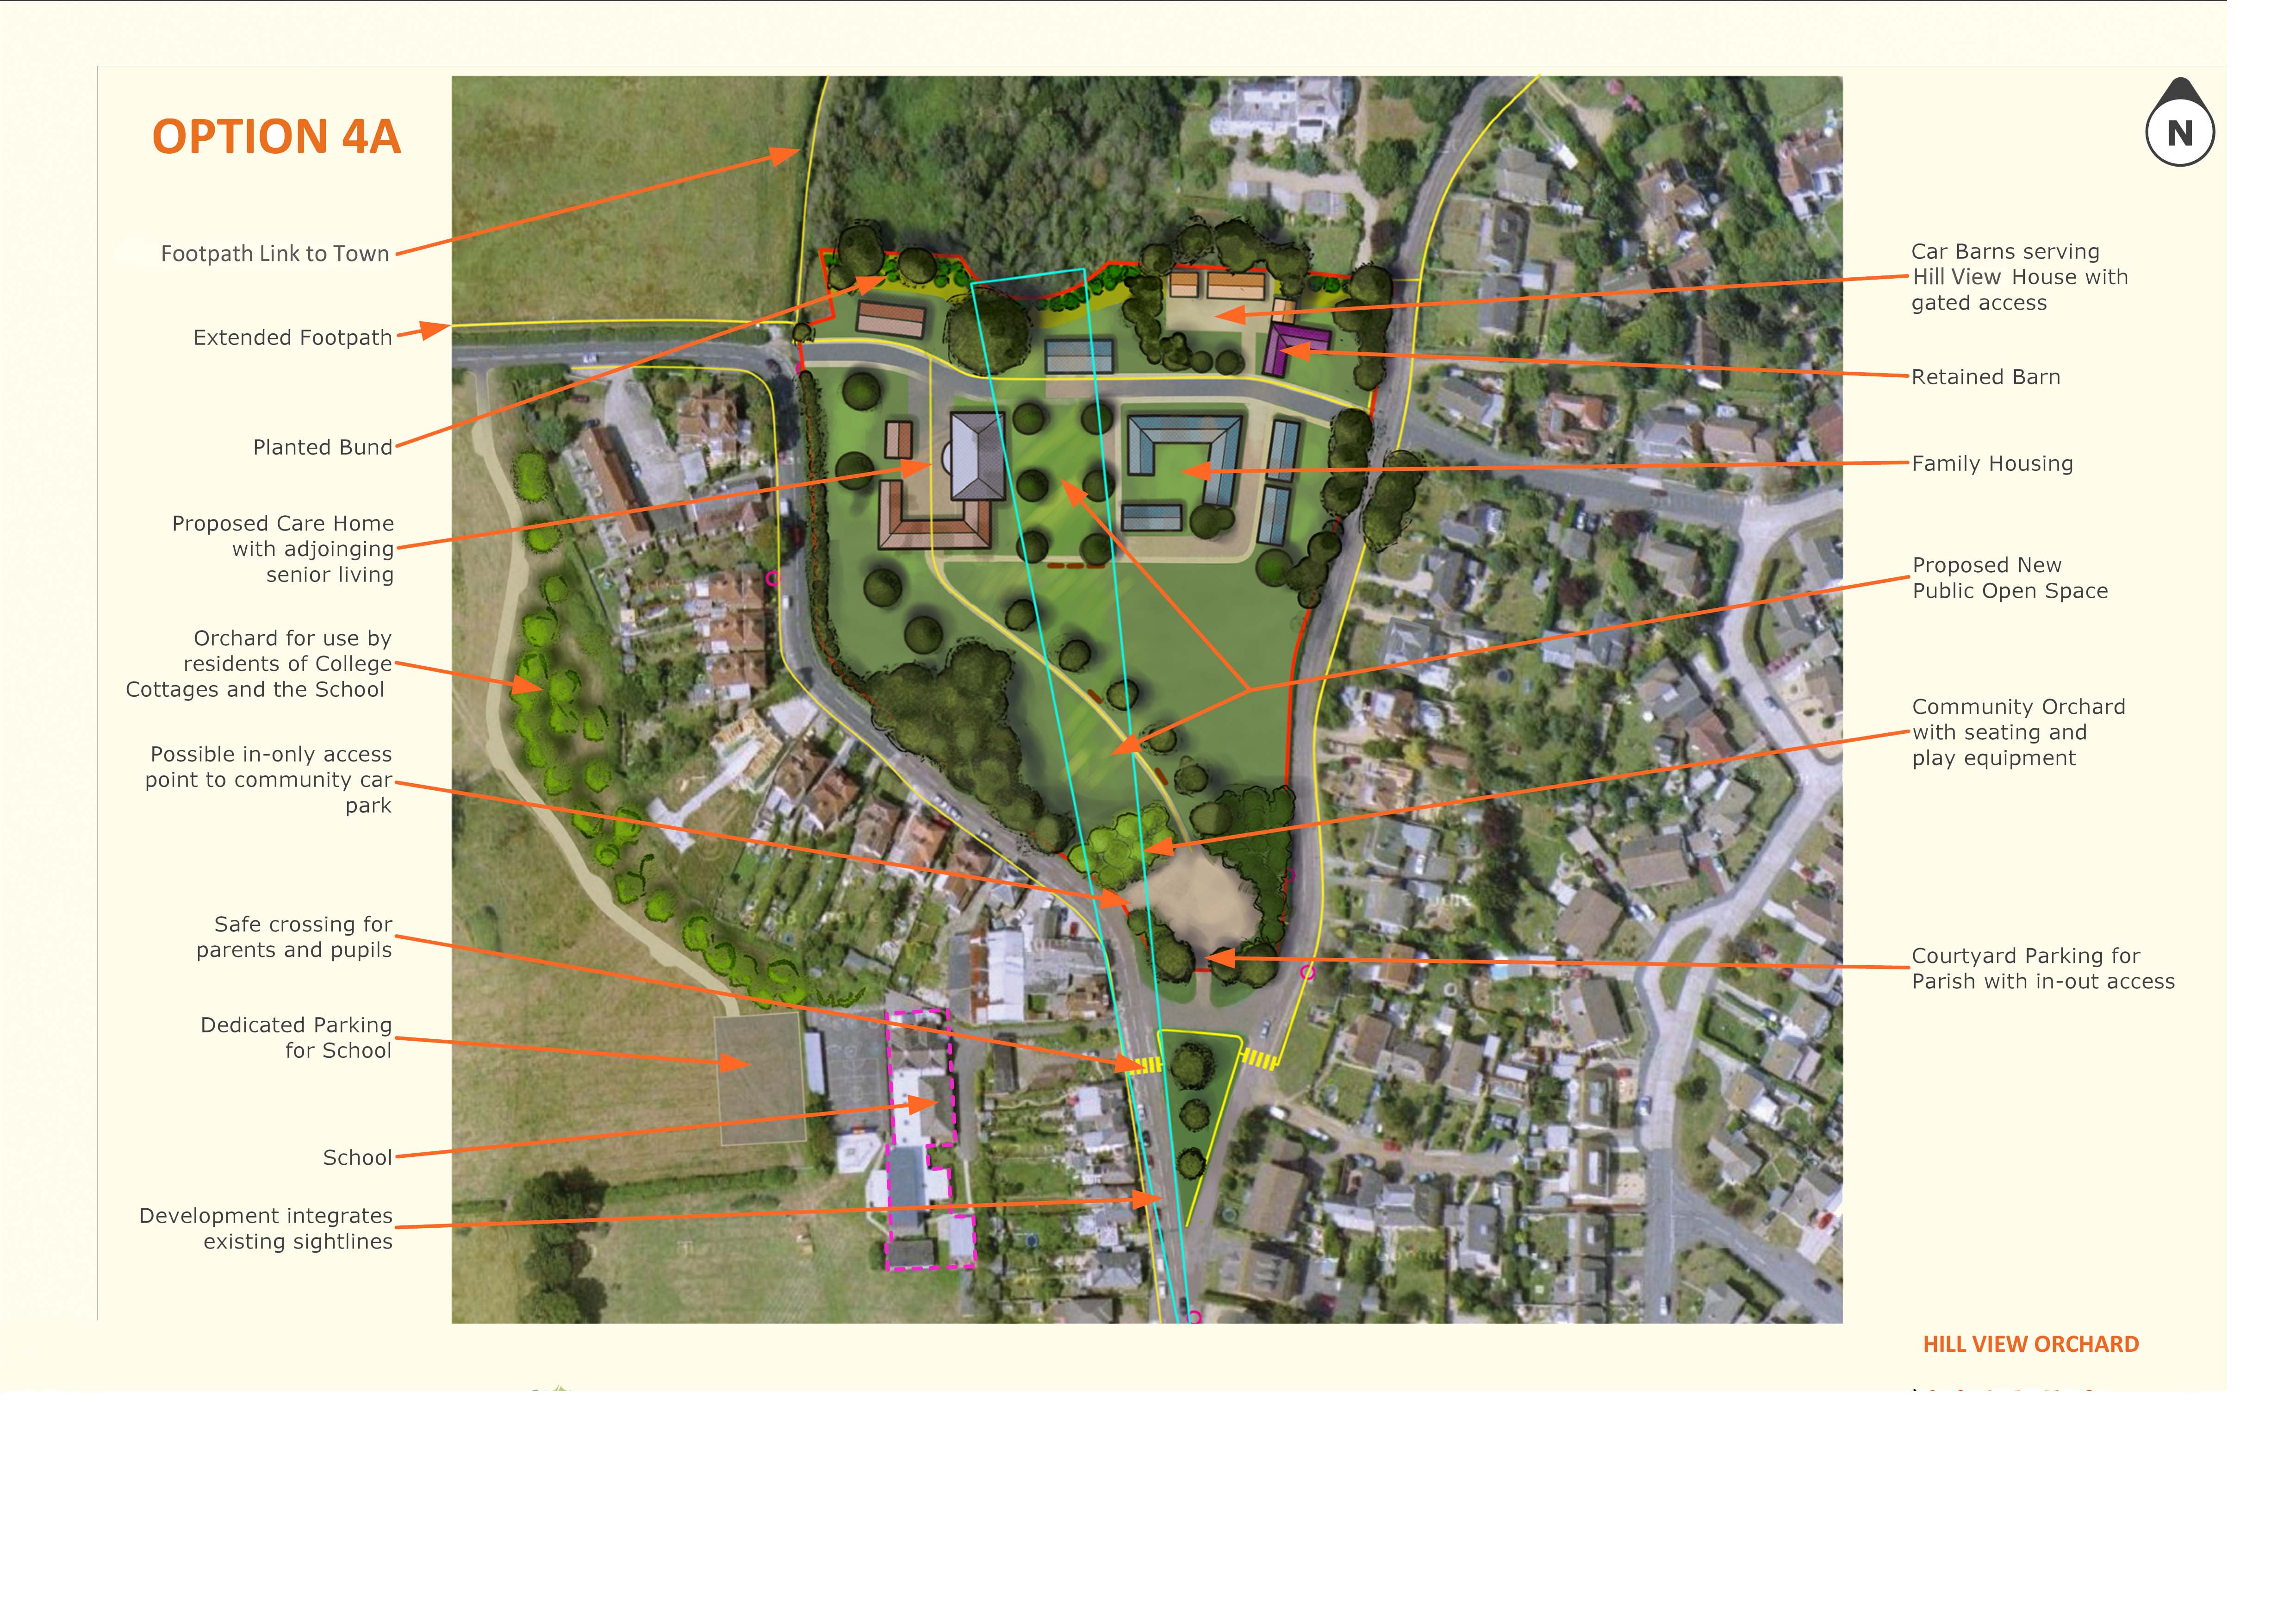 OPTION 4A
N
Footpath Link to Town
Extended Footpath
Planted Bund
Proposed Care Home
with adjoinging
senior living
Orchard for use by
residents of College
Cottages and the School
Possible in-only access
point to community car
park
Safe crossing for
parents and pupils
Dedicated Parking
for School
School
Development integrates
existing sightlines
Car Barns serving
Hill View House with
gated access
Retained Barn
Family Housing
Proposed New
Public Open Space
Community Orchard
with seating and
play equipment
Courtyard Parking for
Parish with in-out access
HILL VIEW ORCHARD